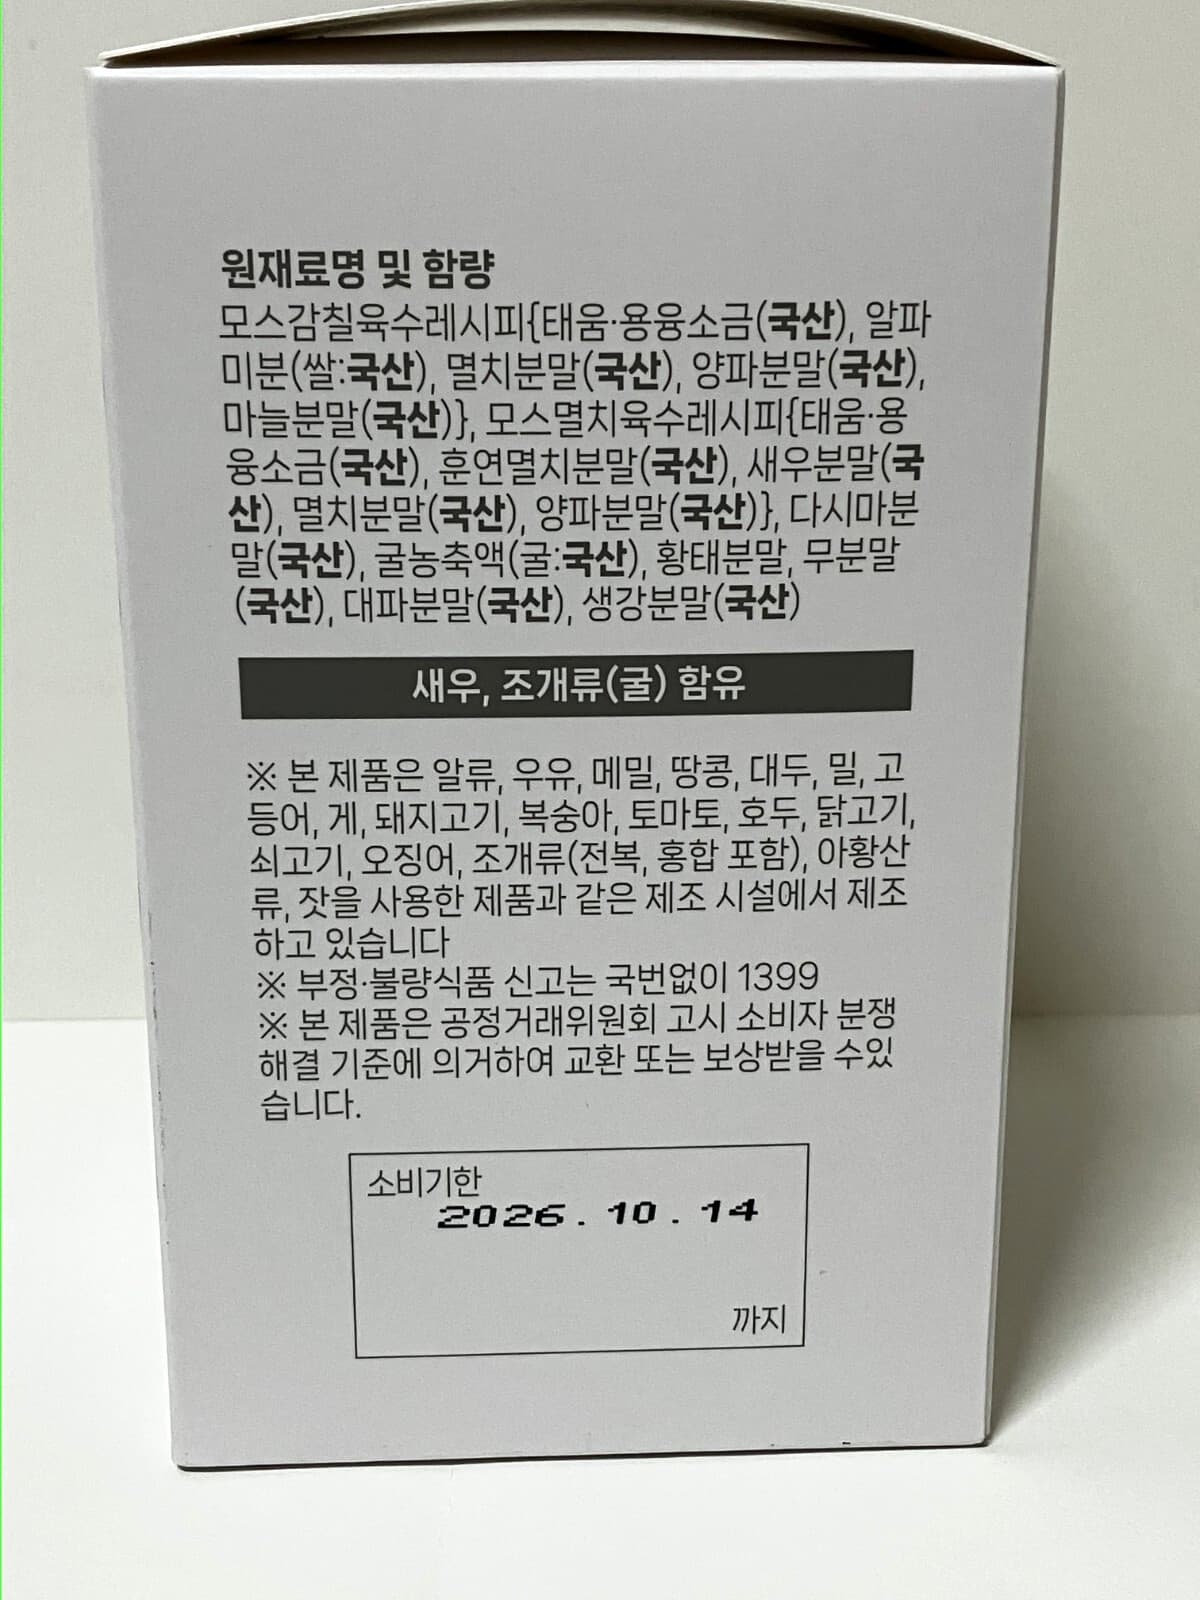 원재료명 및 함량
모스감칠육수레시피{태움·용융소금(국산), 알파
미분(쌀:국산), 멸치분말(국산), 양파분말(국산),
마늘분말(국산)}, 모스멸치육수레시피{태움·용
융소금(국산), 훈연멸치분말(국산), 새우분말(국
산), 멸치분말(국산), 양파분말(국산)}, 다시마분
말(국산), 굴농축액(굴:국산), 황태분말, 무분말
(국산), 대파분말(국산), 생강분말(국산)
새우, 조개류(굴) 함유
※ 본 제품은 알류, 우유, 메밀, 땅콩, 대두, 밀, 고
등어, 게, 돼지고기, 복숭아, 토마토, 호두, 닭고기,
쇠고기, 오징어, 조개류(전복, 홍합 포함), 아황산
류, 잣을 사용한 제품과 같은 제조 시설에서 제조
하고 있습니다
※ 부정·불량식품 신고는 국번없이 1399
※ 본 제품은 공정거래위원회 고시 소비자 분쟁
해결 기준에 의거하여 교환 또는 보상받을 수있
습니다.
소비기한
2026.10.14
까지